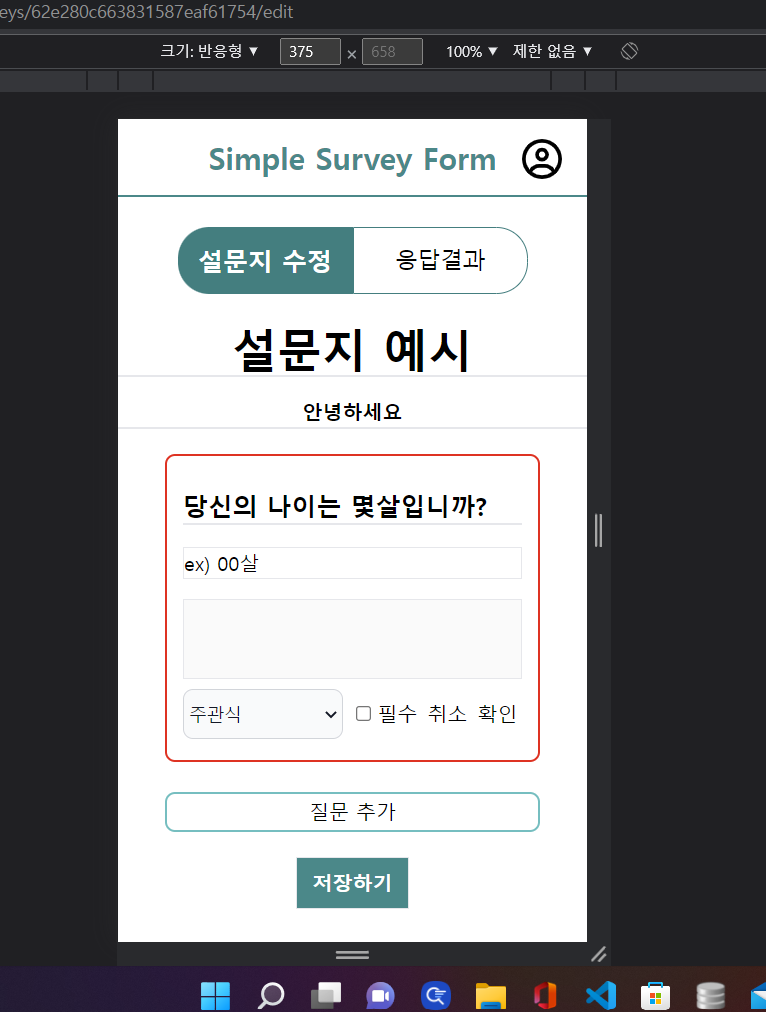 eys/62e280c663831587eaf61754/edit
크기: 반응형 ▼ 375 × 658 100% ▼ 제한 없음 ▼
Simple Survey Form
설문지 수정 응답결과
설문지 예시
안녕하세요
당신의 나이는 몇살입니까?
ex) 00살
주관식 필수 취소 확인
질문 추가
저장하기